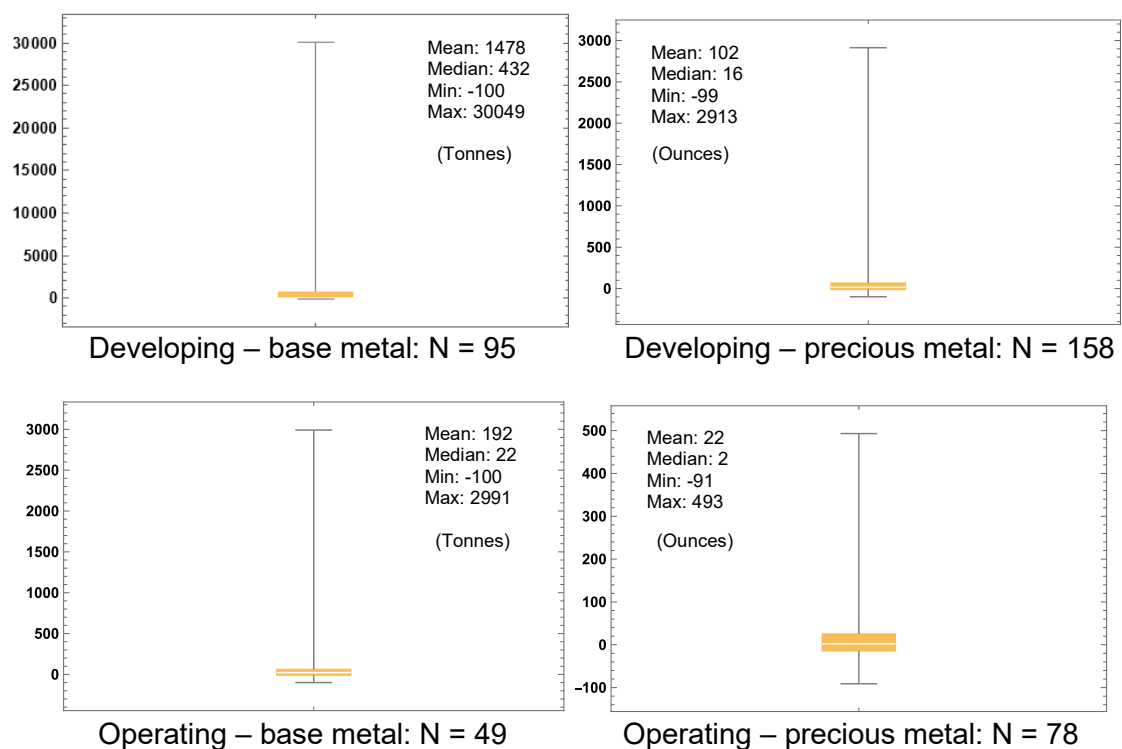 30000
25000
20000
15000
10000
5000
0
Mean: 1478
Median: 432
Min: -100
Max: 30049
(Tonnes)
Developing – base metal: N = 95
3000
2500
2000
1500
1000
500
0
Mean: 102
Median: 16
Min: -99
Max: 2913
(Ounces)
Developing – precious metal: N = 158
3000
2500
2000
1500
1000
500
0
Mean: 192
Median: 22
Min: -100
Max: 2991
(Tonnes)
Operating – base metal: N = 49
500
400
300
200
100
0
−100
Mean: 22
Median: 2
Min: -91
Max: 493
(Ounces)
Operating – precious metal: N = 78